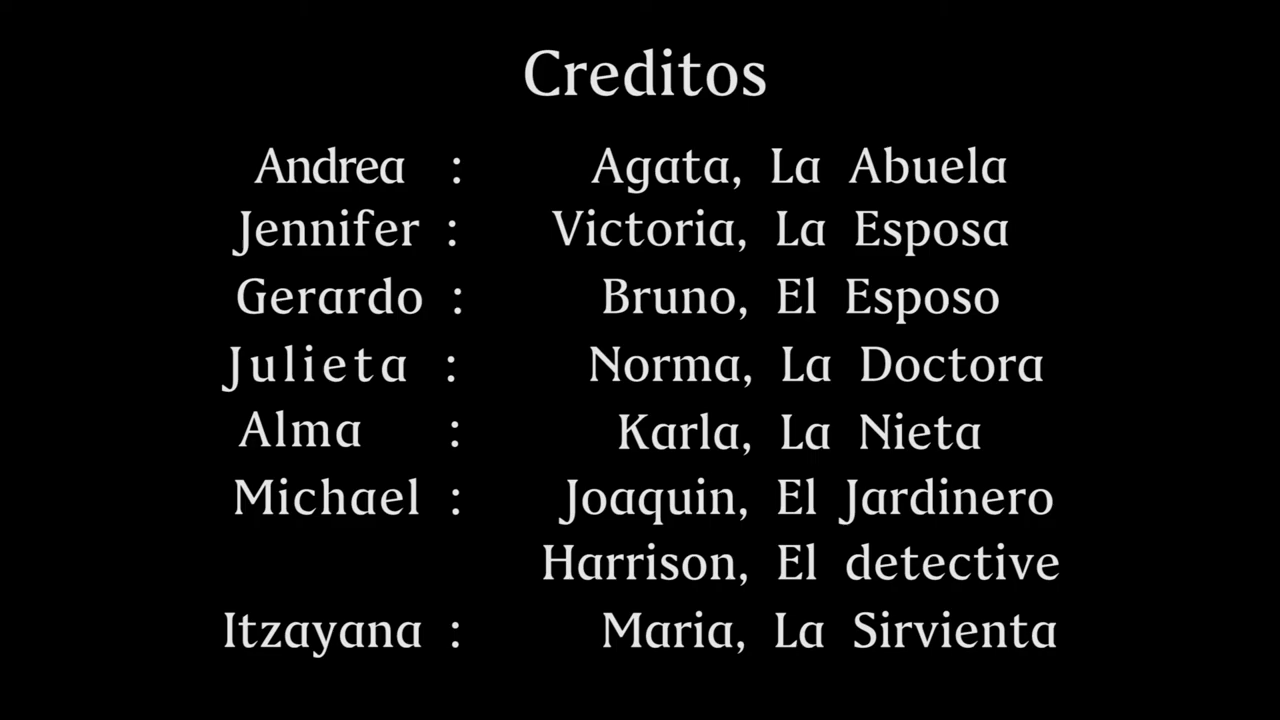 Creditos
Andrea : Agata, La Abuela
Jennifer : Victoria, La Esposa
Gerardo : Bruno, El Esposo
Julieta : Norma, La Doctora
Alma : Karla, La Nieta
Michael : Joaquin, El Jardinero
Harrison, El detective
Itzayana : Maria, La Sirvienta